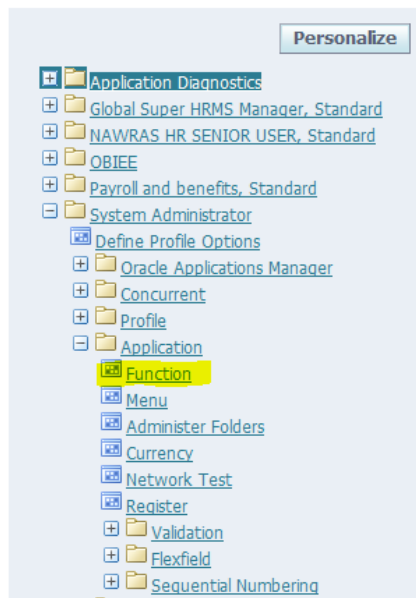 Personalize
Application Diagnostics
Global Super HRMS Manager, Standard
NAWRAS HR SENIOR USER, Standard
OBIEE
Payroll and benefits, Standard
System Administrator
Define Profile Options
Oracle Applications Manager
Concurrent
Profile
Application
Function
Menu
Administer Folders
Currency
Network Test
Register
Validation
Flexfield
Sequential Numbering